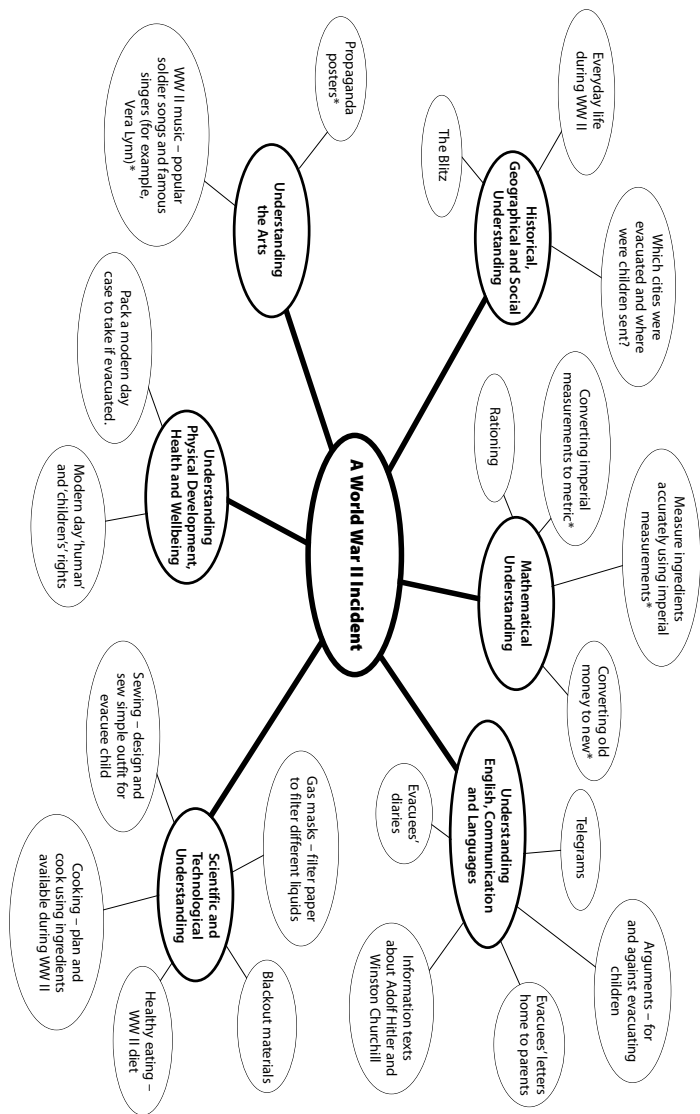 Everyday life
during WW II
Which cities were
evacuated and where
were children sent?
The Blitz
Historical,
Geographical and Social
Understanding
Converting imperial
measurements to metric*
Measure ingredients
accurately using imperial
measurements*
Rationing
Mathematical
Understanding
Converting old
money to new*
Telegrams
Arguments – for
and against evacuating
children
Evacuees'
diaries
Understanding
English, Communication
and Languages
Evacuees' letters
home to parents
Information texts
about Adolf Hitler and
Winston Churchill
A World War II Incident
Propaganda
posters*
WW II music – popular
soldier songs and famous
singers (for example,
Vera Lynn)*
Understanding
the Arts
Pack a modern day
case to take if evacuated.
Understanding
Physical Development,
Health and Wellbeing
Modern day 'human'
and 'children's' rights
Gas masks – filter paper
to filter different liquids
Sewing – design and
sew simple outfit for
evacuee child
Scientific and
Technological
Understanding
Blackout materials
Cooking – plan and
cook using ingredients
available during WW II
Healthy eating –
WW II diet